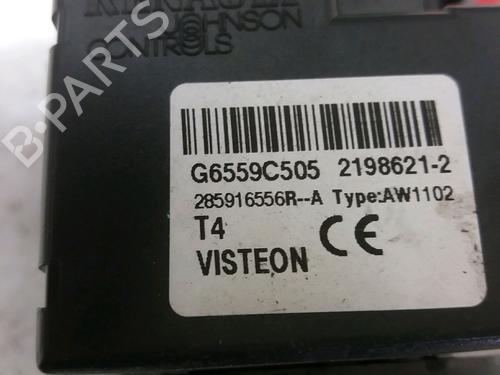 JOHNSON
CONTROLS
G6559C505 2198621-2
285916556R--A Type:AW1102
T4
CE
VISTEON
B-PARTS